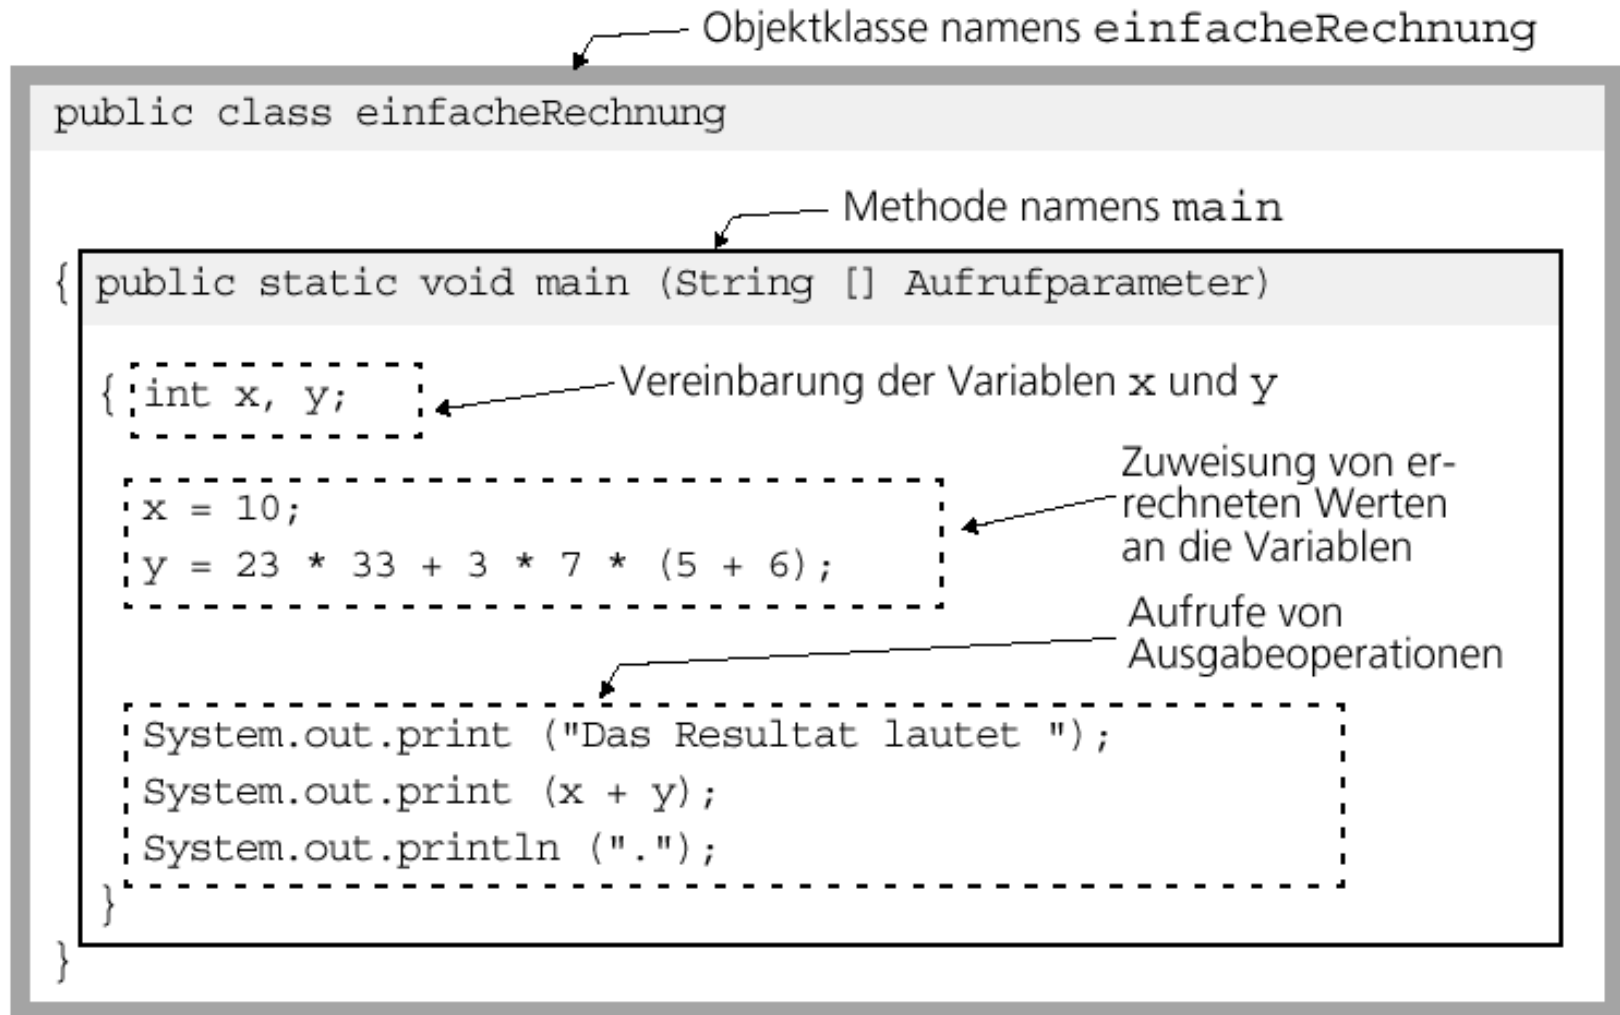 Objektklasse namens einfacheRechnung
public class einfacheRechnung
Methode namens main
{ public static void main (String [] Aufrufparameter)
{ int x, y;
Vereinbarung der Variablen x und y
x = 10;
y = 23 * 33 + 3 * 7 * (5 + 6);
Zuweisung von er-
rechneten Werten
an die Variablen
Aufrufe von
Ausgabeoperationen
System.out.print ("Das Resultat lautet ");
System.out.print (x + y);
System.out.println (".");
}
}